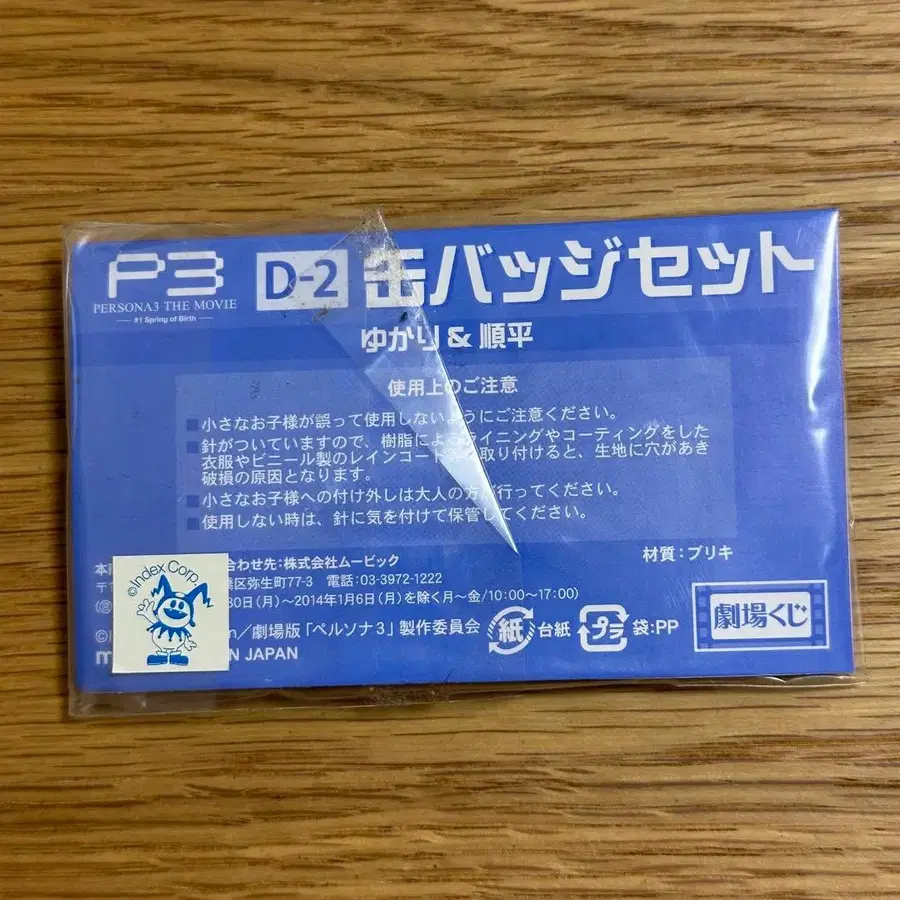 P3
PERSONA3 THE MOVIE
#1 Spring of Birth
D-2 缶バッジセット
ゆかり & 順平
使用上のご注意
■小さなお子様が誤って使用しないようにご注意ください。
■針がついていますので、樹脂によるライニングやコーティングをした
衣服やビニール製のレインコート 取り付けると、生地に穴があき
破損の原因となります。
■小さなお子様への付け外しは大人の方が行ってください。
■使用しない時は、針に気を付けて保管してください。
材質:ブリキ
合わせ先:株式会社ムービック
区弥生町77-3 電話:03-3972-1222
30日(月)〜2014年1月6日(月)を除く月〜金/10:00〜17:00)
/劇場版「ペルソナ3」製作委員会
IN JAPAN
©Index Corp.
紙 台紙
プラ 袋:PP
劇場くじ